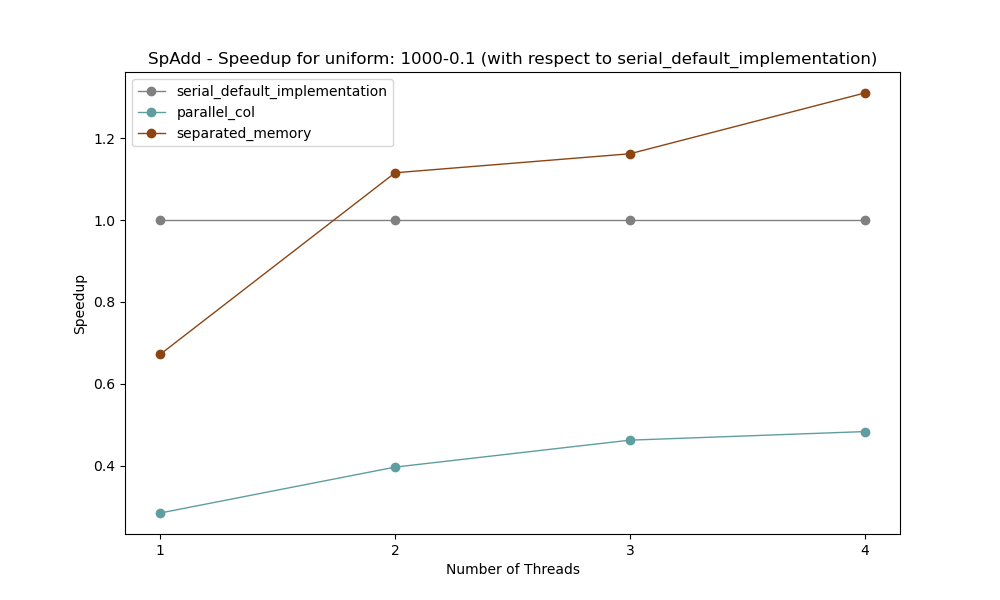 SpAdd - Speedup for uniform: 1000-0.1 (with respect to serial_default_implementation)
serial_default_implementation
parallel_col
separated_memory
1.2
1.0
0.8
0.6
0.4
Speedup
1 2 3 4
Number of Threads